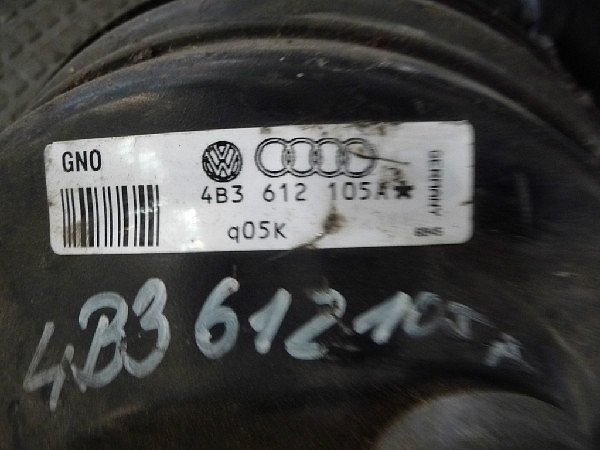 GNO
4B3 612 105A*
q05K
GERMANY
4B3 612 105 A